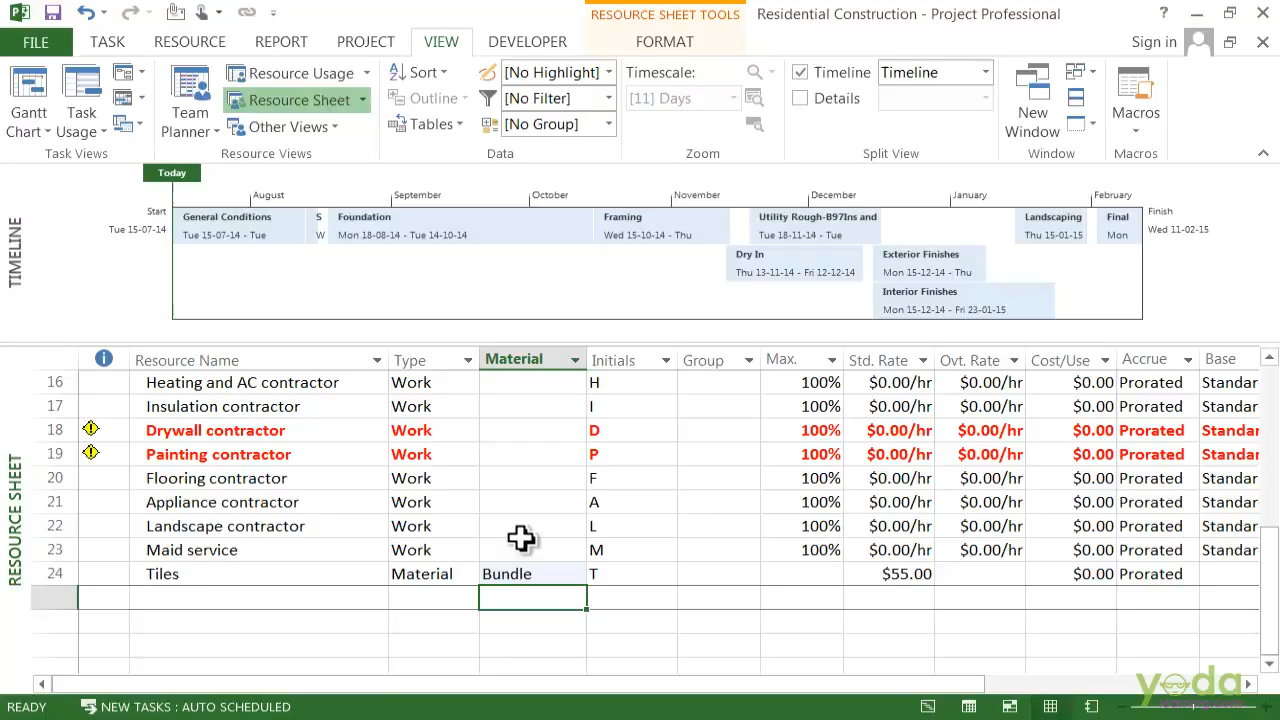 RESOURCE SHEET TOOLS Residential Construction - Project Professional ?
FILE TASK RESOURCE REPORT PROJECT VIEW DEVELOPER FORMAT Sign in
Gantt Chart Task Usage Team Planner Resource Usage Sort [No Highlight] Timescale: Timeline Timeline New Window Macros
Resource Sheet Outline [No Filter] [11] Days Details
Other Views Tables [No Group]
Task Views Resource Views Data Zoom Split View Window Macros
TIMELINE
Today
August September October November December January February
Start General Conditions S Foundation Framing Utility Rough-B97Ins and Landscaping Final Finish
Tue 15-07-14 Tue 15-07-14 - Tue W Mon 18-08-14 - Tue 14-10-14 Wed 15-10-14 - Thu Tue 18-11-14 - Tue Thu 15-01-15 Mon Wed 11-02-15
Dry In Exterior Finishes
Thu 13-11-14 - Fri 12-12-14 Mon 15-12-14 - Thu
Interior Finishes
Mon 15-12-14 - Fri 23-01-15
RESOURCE SHEET
Resource Name Type Material Initials Group Max. Std. Rate Ovt. Rate Cost/Use Accrue Base
16 Heating and AC contractor Work H 100% $0.00/hr $0.00/hr $0.00 Prorated Standar
17 Insulation contractor Work I 100% $0.00/hr $0.00/hr $0.00 Prorated Standar
18 Drywall contractor Work D 100% $0.00/hr $0.00/hr $0.00 Prorated Standar
19 Painting contractor Work P 100% $0.00/hr $0.00/hr $0.00 Prorated Standar
20 Flooring contractor Work F 100% $0.00/hr $0.00/hr $0.00 Prorated Standar
21 Appliance contractor Work A 100% $0.00/hr $0.00/hr $0.00 Prorated Standar
22 Landscape contractor Work L 100% $0.00/hr $0.00/hr $0.00 Prorated Standar
23 Maid service Work M 100% $0.00/hr $0.00/hr $0.00 Prorated Standar
24 Tiles Material Bundle T $55.00 $0.00 Prorated
yoda
READY NEW TASKS : AUTO SCHEDULED